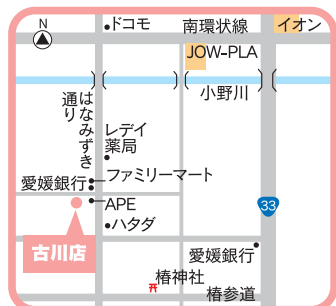 N
ドコモ
南環状線
イオン
JOW-PLA
小野川
はなみずき
通り
レデイ
薬局
ファミリーマート
愛媛銀行
APE
ハタダ
古川店
33
愛媛銀行
椿神社
椿参道